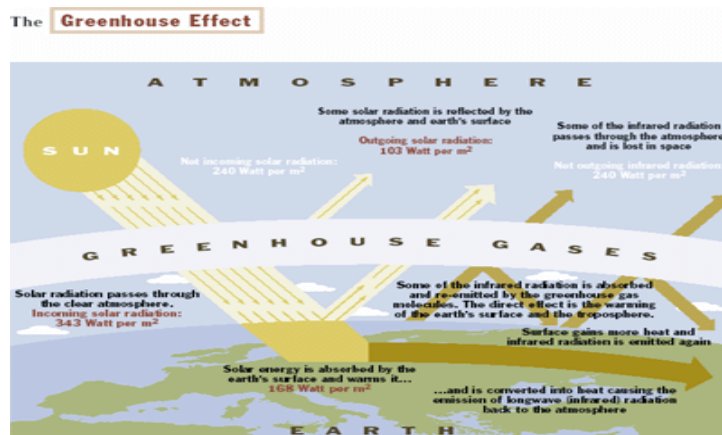 The Greenhouse Effect
ATMOSPHERE
SUN
Some solar radiation is reflected by the
atmosphere and earth's surface
Outgoing solar radiation:
103 Watt per m²
Some of the infrared radiation
passes through the atmosphere
and is lost in space
Net outgoing infrared radiation:
240 Watt per m²
Net incoming solar radiation:
240 Watt per m²
GREENHOUSE GASES
Solar radiation passes through
the clear atmosphere.
Incoming solar radiation:
343 Watt per m²
Some of the infrared radiation is absorbed
and re-emitted by the greenhouse gas
molecules. The direct effect is the warming
of the earth's surface and the troposphere.
Surface gains more heat and
infrared radiation is emitted again
Solar energy is absorbed by the
earth's surface and warms it...
168 Watt per m²
...and is converted into heat causing the
emission of longwave (infrared) radiation
back to the atmosphere
EARTH